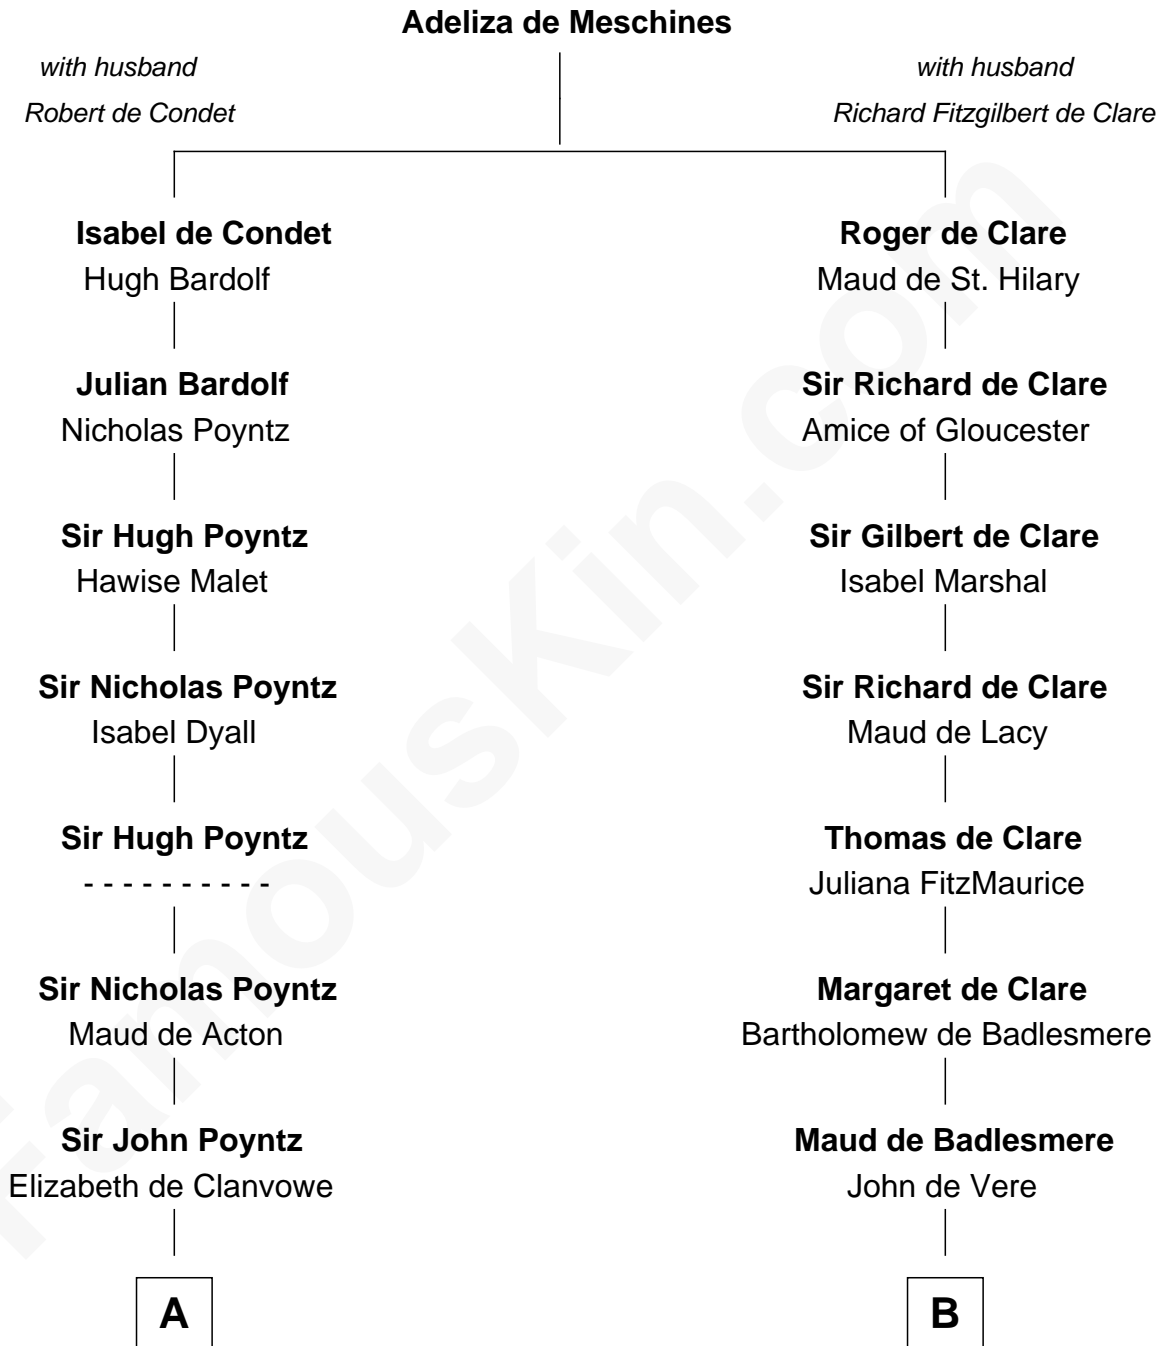 Adeliza de Meschines
with husband
Robert de Condet
with husband
Richard Fitzgilbert de Clare
Isabel de Condet
Hugh Bardolf
Roger de Clare
Maud de St. Hilary
Julian Bardolf
Nicholas Poyntz
Sir Richard de Clare
Amice of Gloucester
Sir Hugh Poyntz
Hawise Malet
Sir Gilbert de Clare
Isabel Marshal
Sir Nicholas Poyntz
Isabel Dyall
Sir Richard de Clare
Maud de Lacy
Sir Hugh Poyntz
- - - - - - - - - -
Thomas de Clare
Juliana FitzMaurice
Sir Nicholas Poyntz
Maud de Acton
Margaret de Clare
Bartholomew de Badlesmere
Sir John Poyntz
Elizabeth de Clanvowe
Maud de Badlesmere
John de Vere
A
B
FamousKin.com